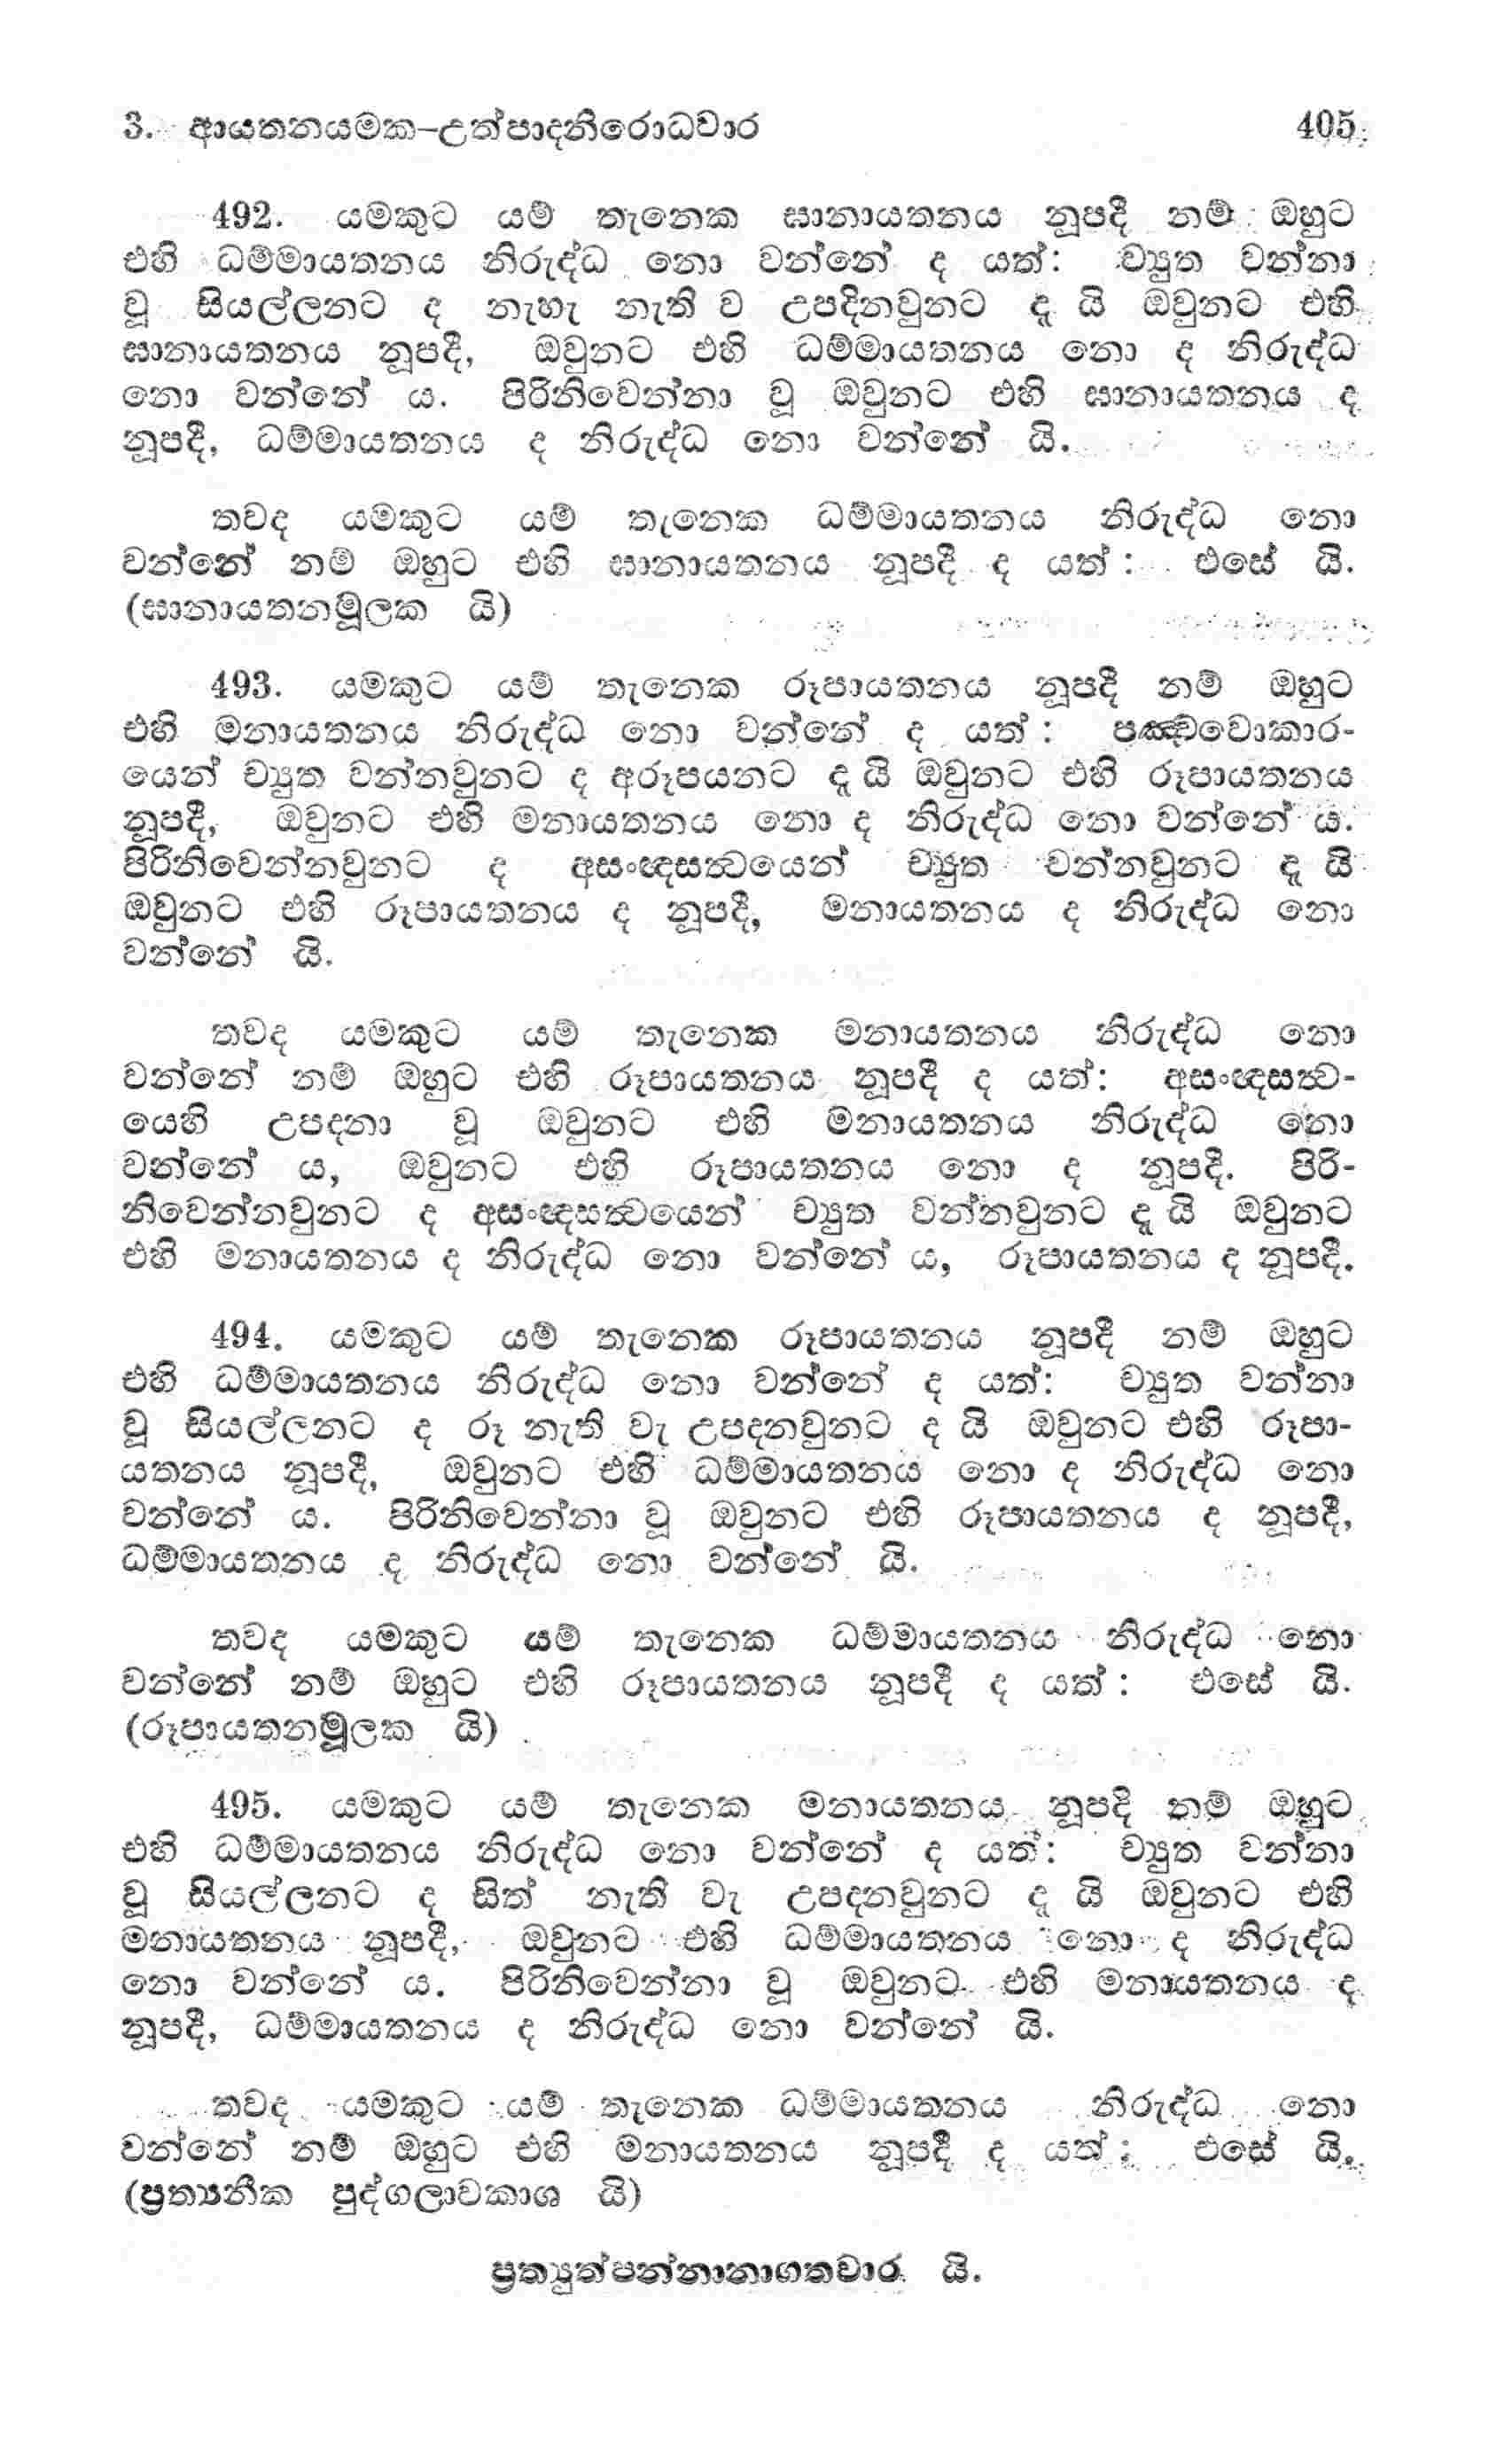 3. ආයතනයමක–උත්පාදනිරොධවාර 405
492. යමකුට යම් තැනෙක ඝානායතනය නූපදී නම් ඔහුට
එහි ධම්මායතනය නිරුද්ධ නො වන්නේ ද යත්: ච්‍යුත වන්නා
වූ සියල්ලනට ද නැහැ නැති ව උපදිනවුනට දැ යි ඔවුනට එහි
ඝානායතනය නූපදී, ඔවුනට එහි ධම්මායතනය නො ද නිරුද්ධ
නො වන්නේ ය. පිරිනිවෙන්නා වූ ඔවුනට එහි ඝානායතනය ද
නූපදී, ධම්මායතනය ද නිරුද්ධ නො වන්නේ යි.
තවද යමකුට යම් තැනෙක ධම්මායතනය නිරුද්ධ නො
වන්නේ නම් ඔහුට එහි ඝානායතනය නූපදී ද යත්: එසේ යි.
(ඝානායතනමූලක යි)
493. යමකුට යම් තැනෙක රූපායතනය නූපදී නම් ඔහුට
එහි මනායතනය නිරුද්ධ නො වන්නේ ද යත්: පඤ්චවොකාර-
යෙන් ච්‍යුත වන්නවුනට ද අරූපයනට දැ යි ඔවුනට එහි රූපායතනය
නූපදී, ඔවුනට එහි මනායතනය නො ද නිරුද්ධ නො වන්නේ ය.
පිරිනිවෙන්නවුනට ද අසංඥසත්‍වයෙන් ච්‍යුත වන්නවුනට දැ යි
ඔවුනට එහි රූපායතනය ද නූපදී, මනායතනය ද නිරුද්ධ නො
වන්නේ යි.
තවද යමකුට යම් තැනෙක මනායතනය නිරුද්ධ නො
වන්නේ නම් ඔහුට එහි රූපායතනය නූපදී ද යත්: අසංඥසත්‍ව-
යෙහි උපදනා වූ ඔවුනට එහි මනායතනය නිරුද්ධ නො
වන්නේ ය, ඔවුනට එහි රූපායතනය නො ද නූපදී. පිරි-
නිවෙන්නවුනට ද අසංඥසත්‍වයෙන් ච්‍යුත වන්නවුනට දැ යි ඔවුනට
එහි මනායතනය ද නිරුද්ධ නො වන්නේ ය, රූපායතනය ද නූපදී.
494. යමකුට යම් තැනෙක රූපායතනය නූපදී නම් ඔහුට
එහි ධම්මායතනය නිරුද්ධ නො වන්නේ ද යත්: ච්‍යුත වන්නා
වූ සියල්ලනට ද රූ නැති වැ උපදනවුනට ද යි ඔවුනට එහි රූපා-
යතනය නූපදී, ඔවුනට එහි ධම්මායතනය නො ද නිරුද්ධ නො
වන්නේ ය. පිරිනිවෙන්නා වූ ඔවුනට එහි රූපායතනය ද නූපදී,
ධම්මායතනය ද නිරුද්ධ නො වන්නේ යි.
තවද යමකුට යම් තැනෙක ධම්මායතනය නිරුද්ධ නො
වන්නේ නම් ඔහුට එහි රූපායතනය නූපදී ද යත්: එසේ යි.
(රූපායතනමූලක යි)
495. යමකුට යම් තැනෙක මනායතනය නූපදි නම් ඔහුට
එහි ධම්මායතනය නිරුද්ධ නො වන්නේ ද යත්: ච්‍යුත වන්නා
වූ සියල්ලනට ද සිත් නැති වැ උපදනවුනට දැ යි ඔවුනට එහි
මනායතනය නූපදී, ඔවුනට එහි ධම්මායතනය නො ද නිරුද්ධ
නො වන්නේ ය. පිරිනිවෙන්නා වූ ඔවුනට එහි මනායතනය ද
නූපදී, ධම්මායතනය ද නිරුද්ධ නො වන්නේ යි.
තවද යමකුට යම් තැනෙක ධම්මායතනය නිරුද්ධ නො
වන්නේ නම් ඔහුට එහි මනායතනය නූපදී ද යත්: එසේ යි.
(ප්‍රත්‍යනීක පුද්ගලාවකාශ යි)
ප්‍රත්‍යුත්පන්නානාගතවාර යි.